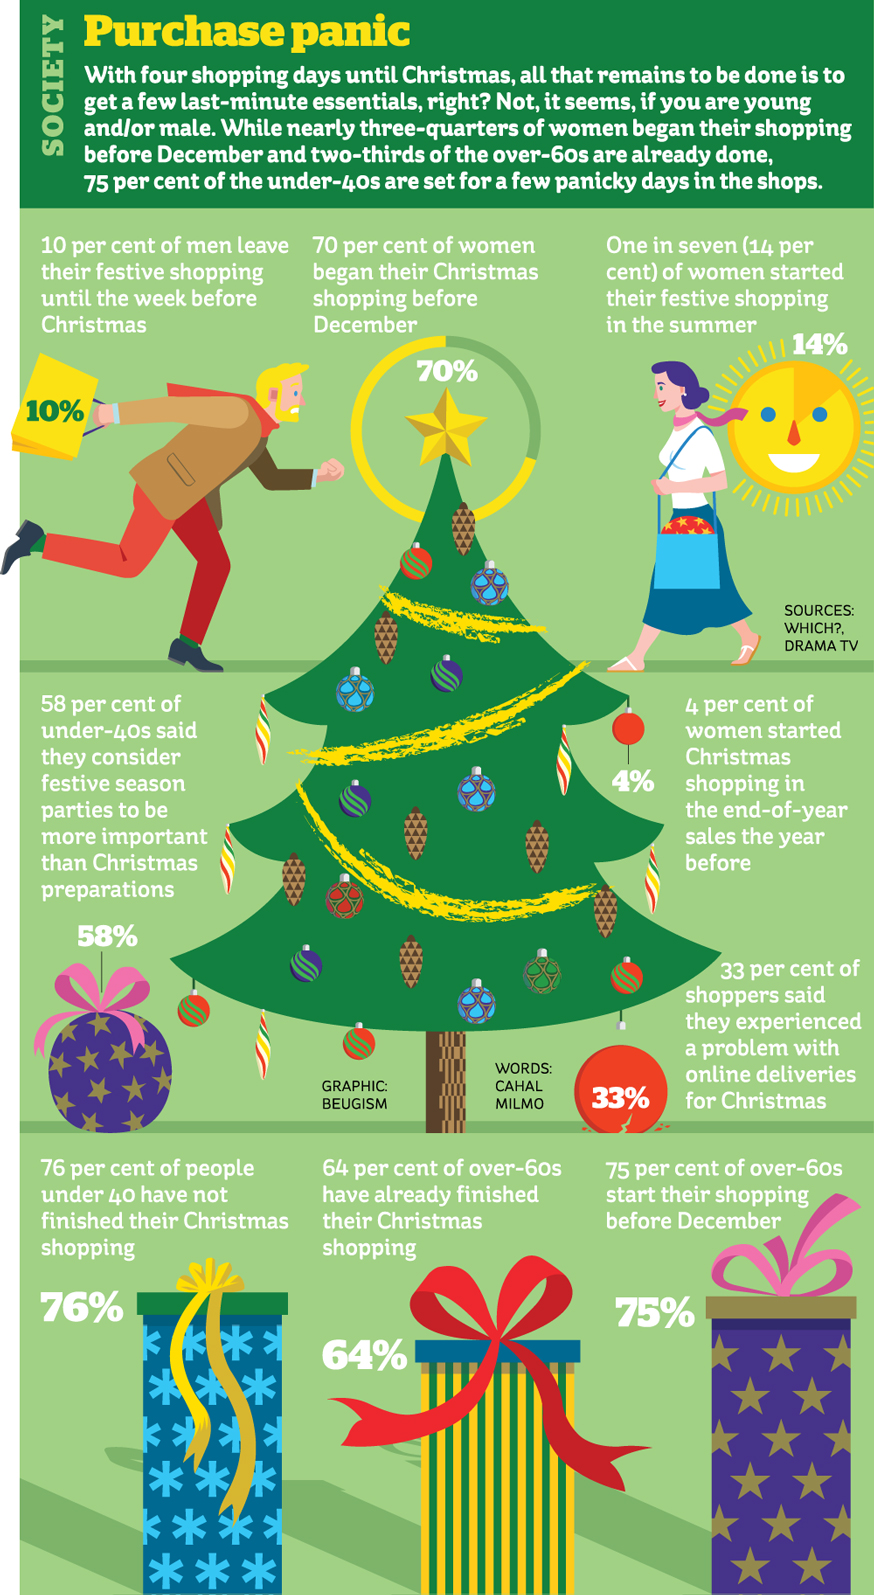 SOCIETY
Purchase panic
With four shopping days until Christmas, all that remains to be done is to
get a few last-minute essentials, right? Not, it seems, if you are young
and/or male. While nearly three-quarters of women began their shopping
before December and two-thirds of the over-60s are already done,
75 per cent of the under-40s are set for a few panicky days in the shops.
10 per cent of men leave
their festive shopping
until the week before
Christmas
10%
70 per cent of women
began their Christmas
shopping before
December
70%
One in seven (14 per
cent) of women started
their festive shopping
in the summer
14%
SOURCES:
WHICH?,
DRAMA TV
58 per cent of
under-40s said
they consider
festive season
parties to be
more important
than Christmas
preparations
58%
4%
4 per cent of
women started
Christmas
shopping in
the end-of-year
sales the year
before
33 per cent of
shoppers said
they experienced
a problem with
online deliveries
for Christmas
33%
GRAPHIC:
BEUGISM
WORDS:
CAHAL
MILMO
76 per cent of people
under 40 have not
finished their Christmas
shopping
76%
64 per cent of over-60s
have already finished
their Christmas
shopping
64%
75 per cent of over-60s
start their shopping
before December
75%